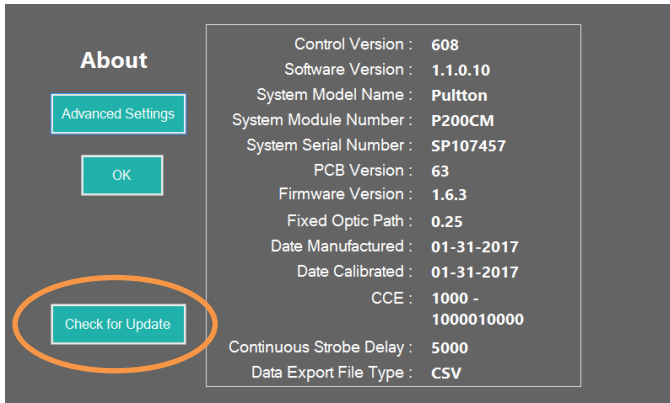 About
Advanced Settings
OK
Check for Update
Control Version : 608
Software Version : 1.1.0.10
System Model Name : Pultton
System Module Number : P200CM
System Serial Number : SP107457
PCB Version : 63
Firmware Version : 1.6.3
Fixed Optic Path : 0.25
Date Manufactured : 01-31-2017
Date Calibrated : 01-31-2017
CCE : 1000 -
1000010000
Continuous Strobe Delay : 5000
Data Export File Type : CSV